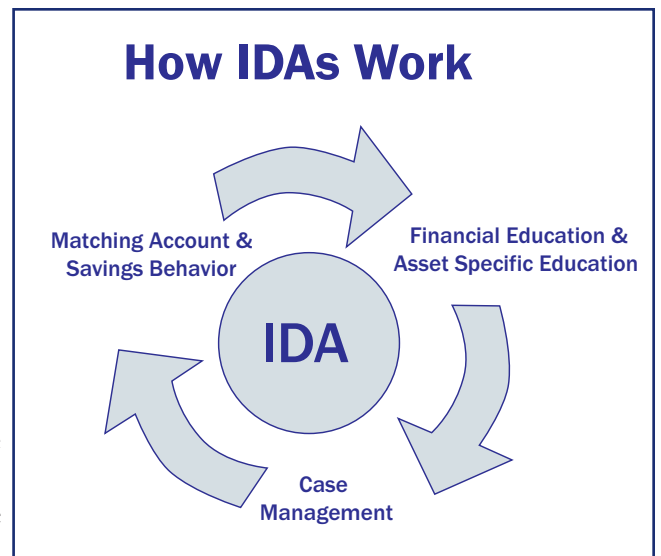 How IDAs Work
Matching Account &
Savings Behavior
Financial Education &
Asset Specific Education
IDA
Case
Management